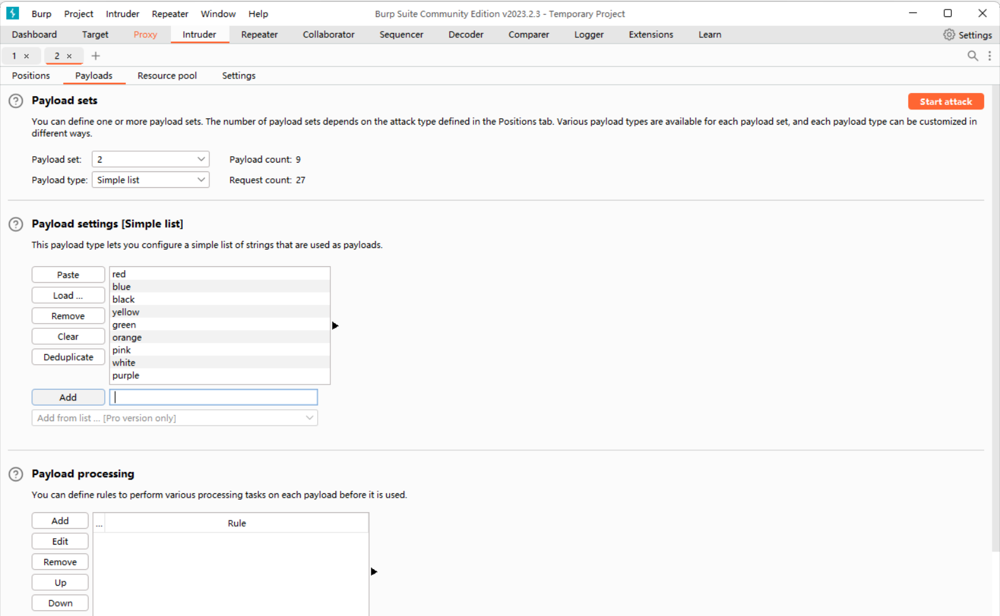 Burp Project Intruder Repeater Window Help Burp Suite Community Edition v2023.2.3 - Temporary Project
Dashboard Target Proxy Intruder Repeater Collaborator Sequencer Decoder Comparer Logger Extensions Learn Settings
1 × 2 × +
Positions Payloads Resource pool Settings
? Payload sets Start attack
You can define one or more payload sets. The number of payload sets depends on the attack type defined in the Positions tab. Various payload types are available for each payload set, and each payload type can be customized in
different ways.
Payload set: 2 Payload count: 9
Payload type: Simple list Request count: 27
? Payload settings [Simple list]
This payload type lets you configure a simple list of strings that are used as payloads.
Paste
Load ...
Remove
Clear
Deduplicate
red
blue
black
yellow
green
orange
pink
white
purple
Add
Add from list ... [Pro version only]
? Payload processing
You can define rules to perform various processing tasks on each payload before it is used.
Add
Edit
Remove
Up
Down
... Rule